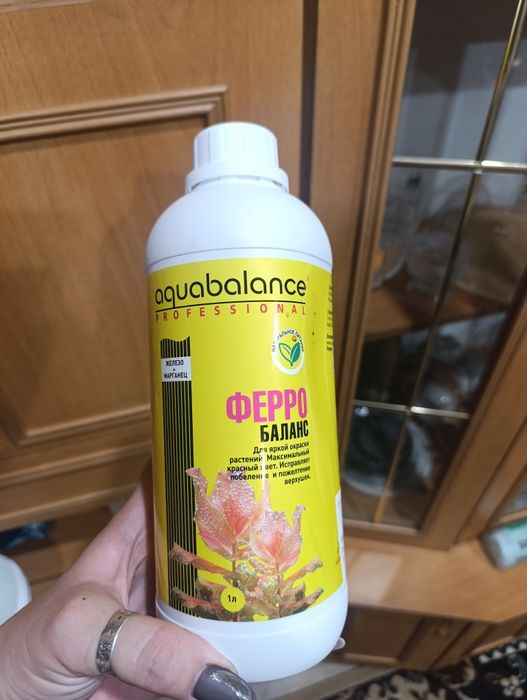 aquabalance
PROFESSIONAL
ЖЕЛЕЗО
+
МАРГАНЕЦ
ФЕРРО
БАЛАНС
Для яркой окраски
растений. Максимальный
красный цвет. Исправляет
побеление и пожелтение
верхушек.
1л